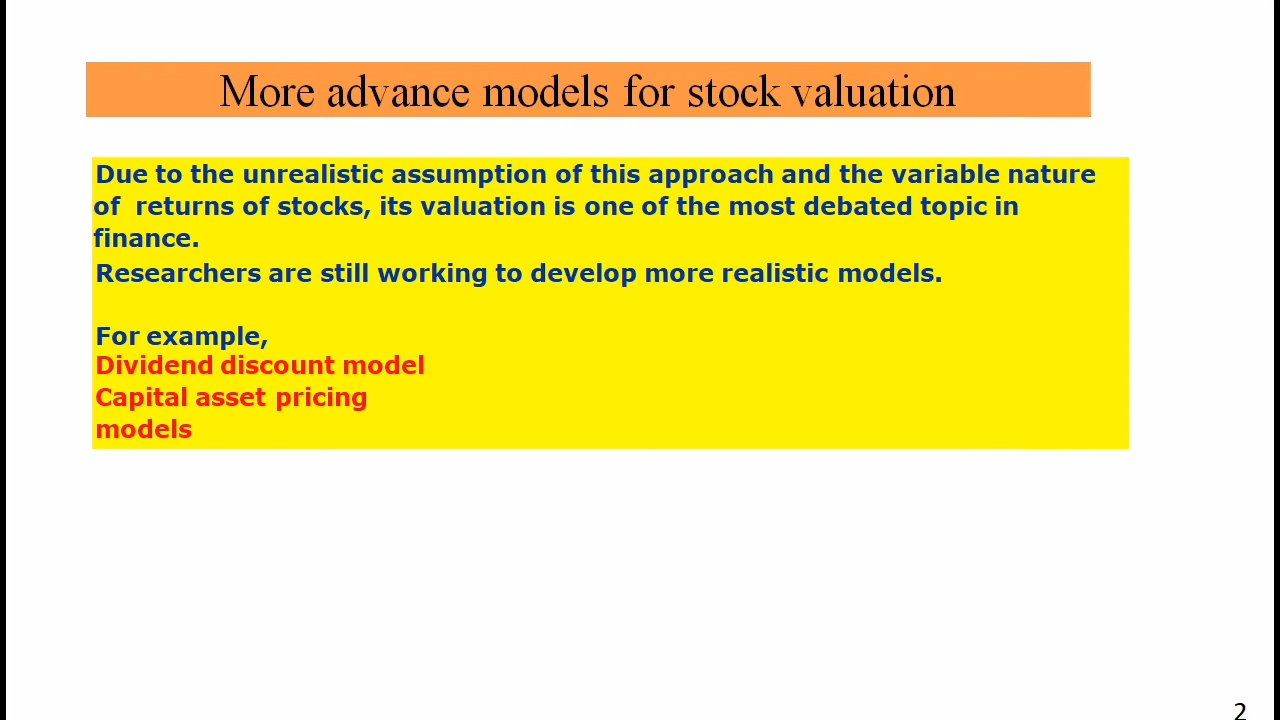 More advance models for stock valuation
Due to the unrealistic assumption of this approach and the variable nature
of returns of stocks, its valuation is one of the most debated topic in
finance.
Researchers are still working to develop more realistic models.
For example,
Dividend discount model
Capital asset pricing
models
2